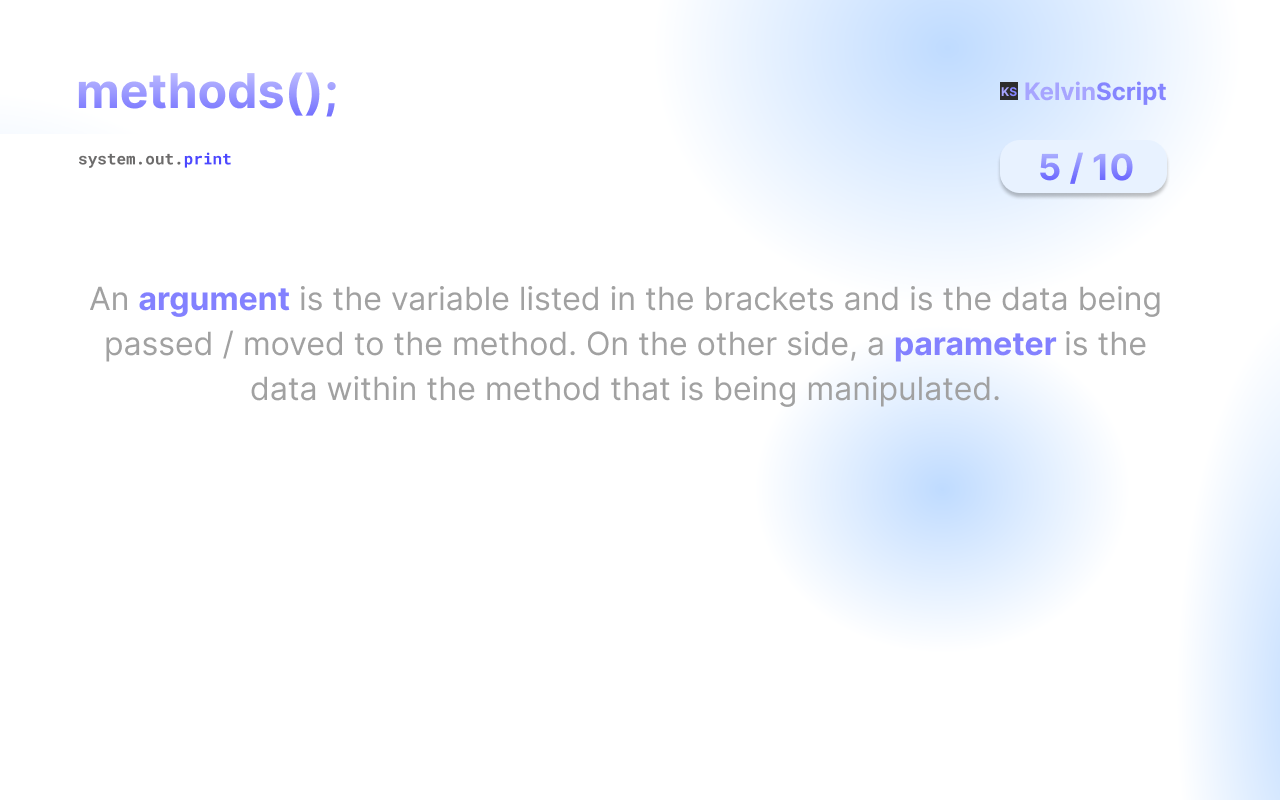 methods();
KS KelvinScript
system.out.print
5 / 10
An argument is the variable listed in the brackets and is the data being
passed / moved to the method. On the other side, a parameter is the
data within the method that is being manipulated.